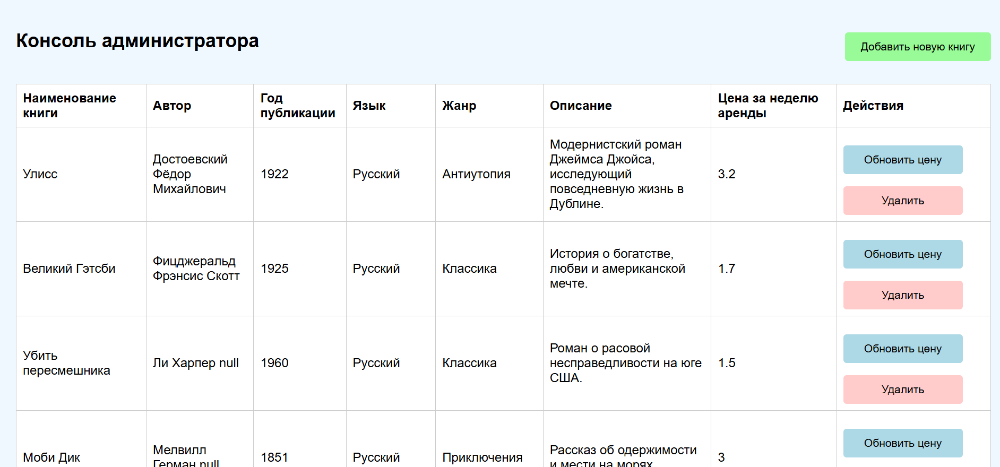 Консоль администратора
Добавить новую книгу
Наименование
книги
Автор
Год
публикации
Язык
Жанр
Описание
Цена за неделю
аренды
Действия
Улисс
Достоевский
Фёдор
Михайлович
1922
Русский
Антиутопия
Модернистский роман
Джеймса Джойса,
исследующий
повседневную жизнь в
Дублине.
3.2
Обновить цену
Удалить
Великий Гэтсби
Фицджеральд
Фрэнсис Скотт
1925
Русский
Классика
История о богатстве,
любви и американской
мечте.
1.7
Обновить цену
Удалить
Убить
пересмешника
Ли Харпер null
1960
Русский
Классика
Роман о расовой
несправедливости на юге
США.
1.5
Обновить цену
Удалить
Моби Дик
Мелвилл
Герман null
1851
Русский
Приключения
Рассказ об одержимости
и мести на морях.
3
Обновить цену